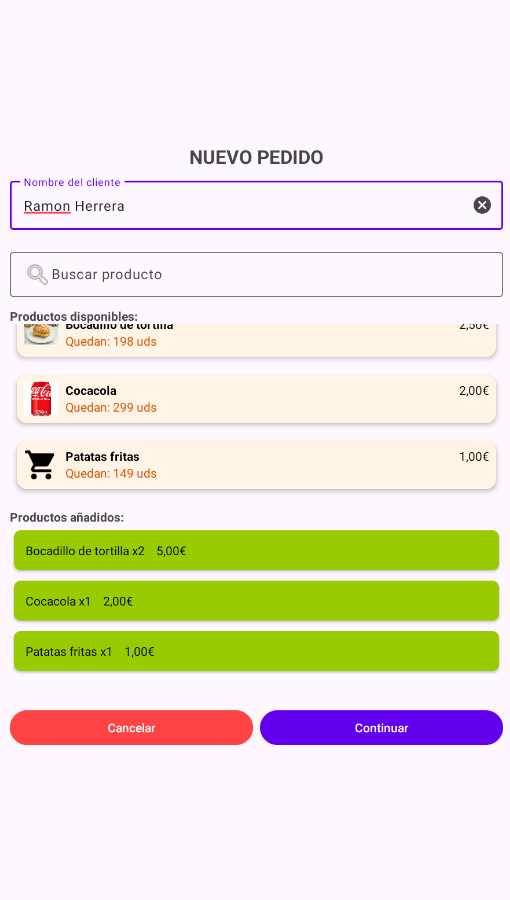 NUEVO PEDIDO
Nombre del cliente
Ramon Herrera
Buscar producto
Productos disponibles:
Bocadillo de tortilla 2,50€
Quedan: 198 uds
Cocacola 2,00€
Quedan: 299 uds
Patatas fritas 1,00€
Quedan: 149 uds
Productos añadidos:
Bocadillo de tortilla x2 5,00€
Cocacola x1 2,00€
Patatas fritas x1 1,00€
Cancelar Continuar